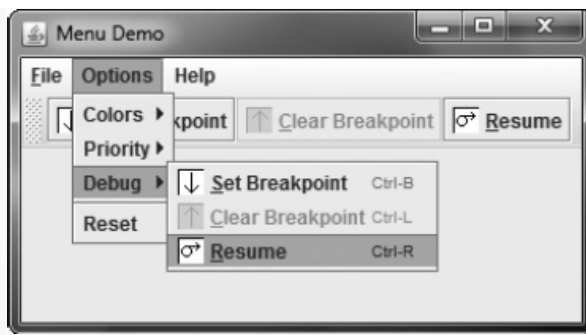 Menu Demo
File Options Help
Colors kpoint Clear Breakpoint Resume
Priority
Debug Set Breakpoint Ctrl-B
Reset Clear Breakpoint Ctrl-L
Resume Ctrl-R